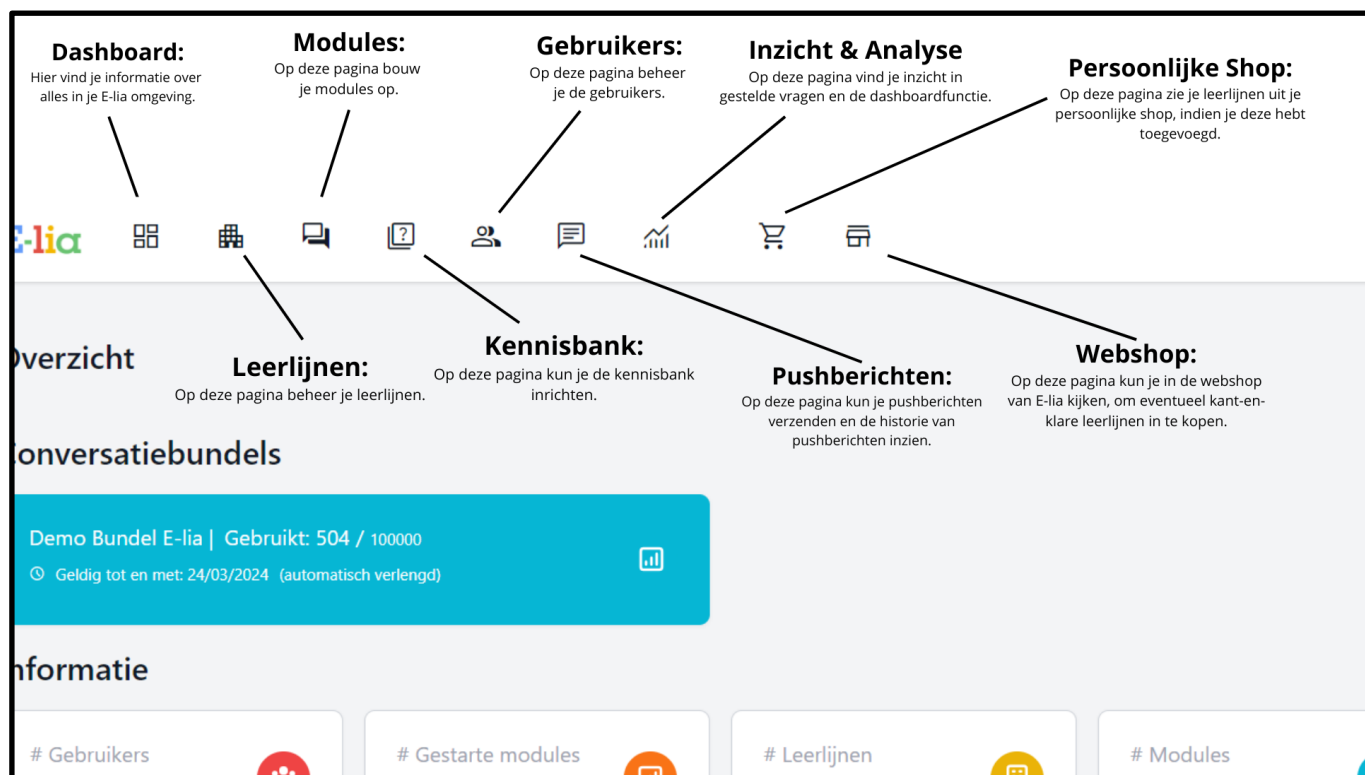 Dashboard:
Hier vind je informatie over
alles in je E-lia omgeving.
Modules:
Op deze pagina bouw
je modules op.
Gebruikers:
Op deze pagina beheer
je de gebruikers.
Inzicht & Analyse
Op deze pagina vind je inzicht in
gestelde vragen en de dashboardfunctie.
Persoonlijke Shop:
Op deze pagina zie je leerlijnen uit je
persoonlijke shop, indien je deze hebt
toegevoegd.
E-lia
Leerlijnen:
Op deze pagina beheer je leerlijnen.
Kennisbank:
Op deze pagina kun je de kennisbank
inrichten.
Pushberichten:
Op deze pagina kun je pushberichten
verzenden en de historie van
pushberichten inzien.
Webshop:
Op deze pagina kun je in de webshop
van E-lia kijken, om eventueel kant-en-
klare leerlijnen in te kopen.
Overzicht
Conversatiebundels
Demo Bundel E-lia | Gebruikt: 504 / 100000
Geldig tot en met: 24/03/2024 (automatisch verlengd)
Informatie
# Gebruikers
# Gestarte modules
# Leerlijnen
# Modules